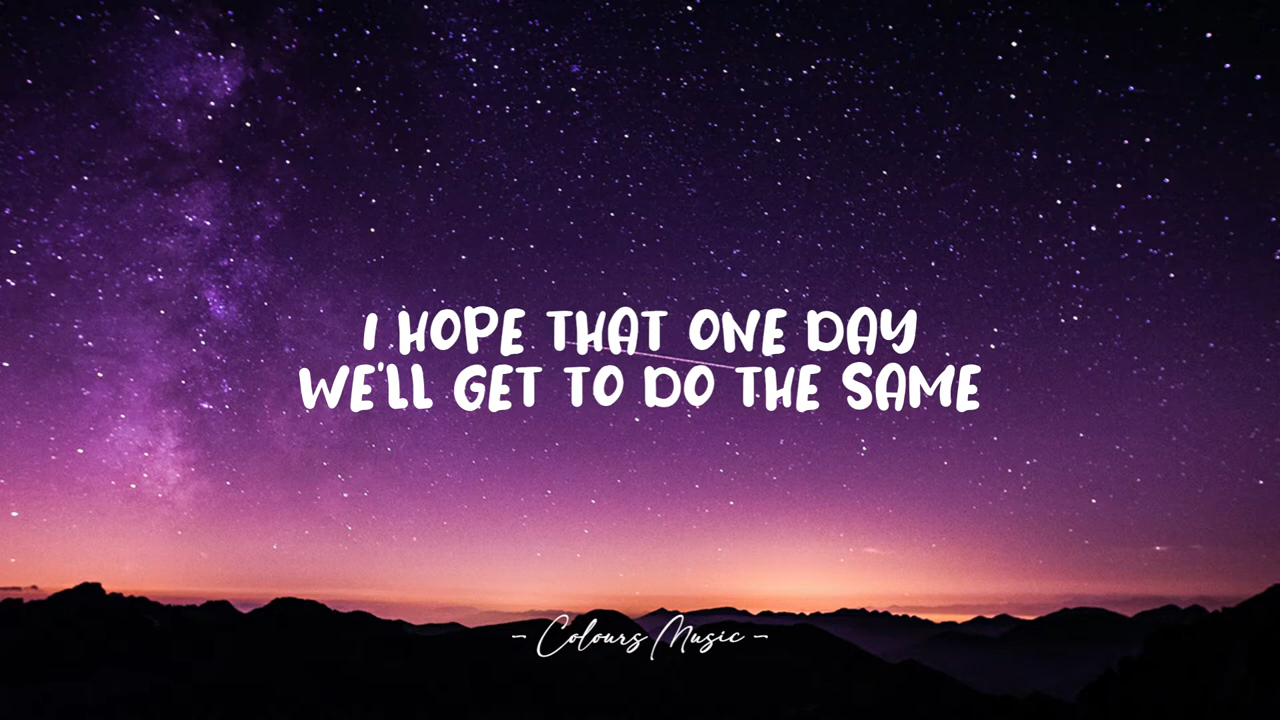 I HOPE THAT ONE DAY
WE'LL GET TO DO THE SAME
- Colours Music -